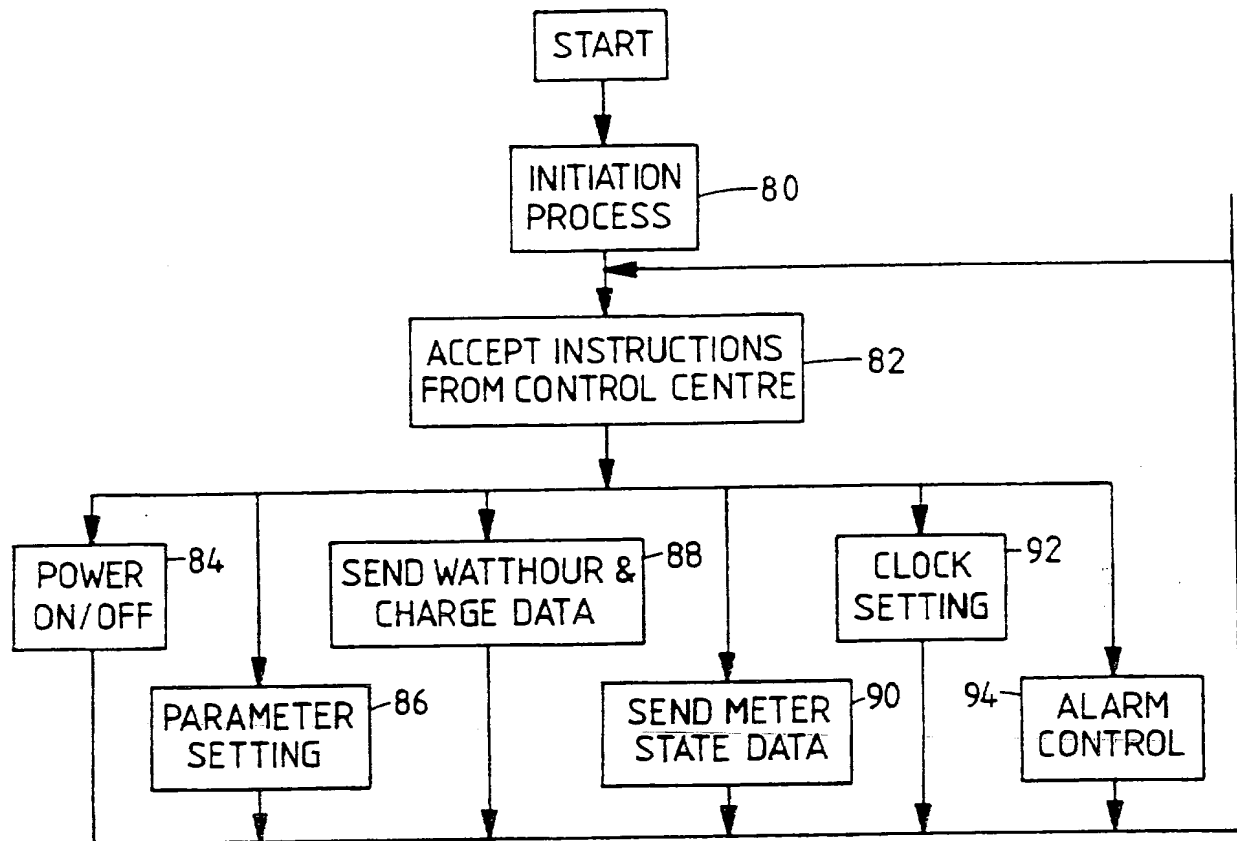 START
INITIATION
PROCESS
80
ACCEPT INSTRUCTIONS
FROM CONTROL CENTRE
82
POWER
ON/OFF
84
PARAMETER
SETTING
86
SEND WATTHOUR &
CHARGE DATA
88
SEND METER
STATE DATA
90
CLOCK
SETTING
92
ALARM
CONTROL
94